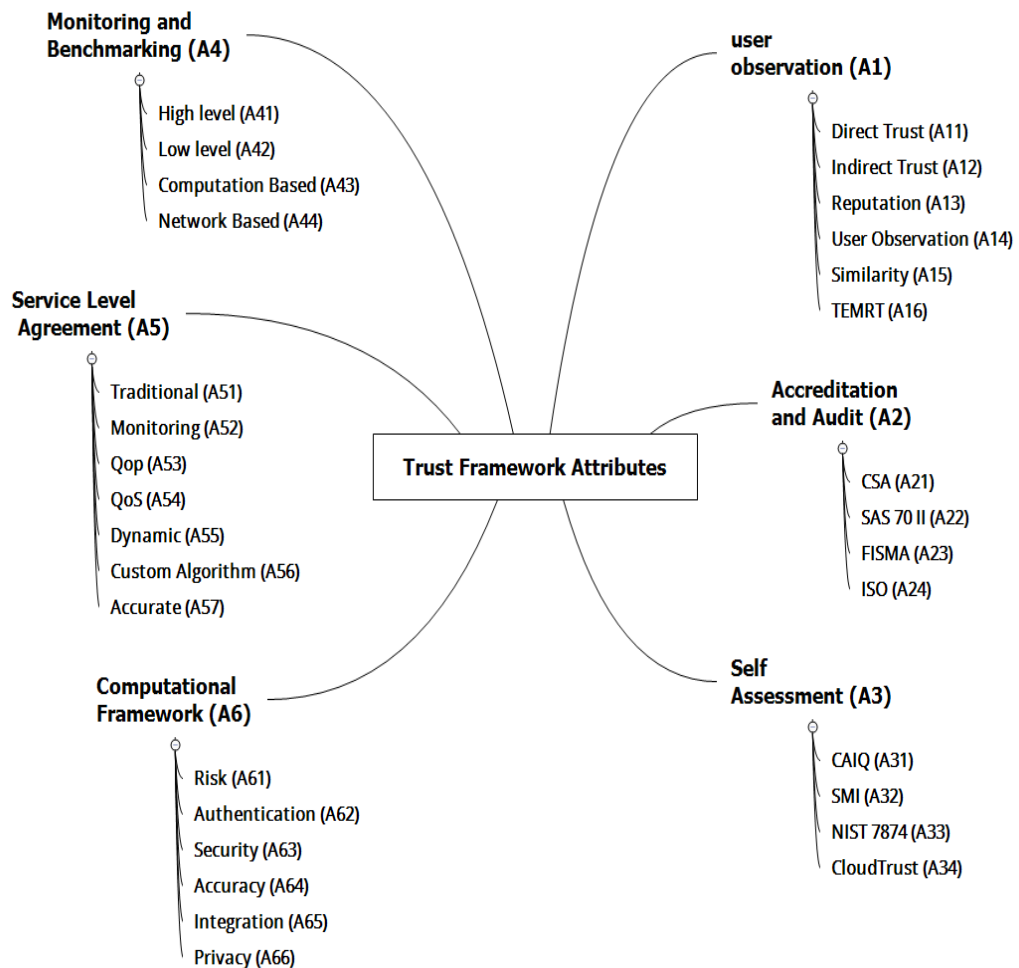 Monitoring and
Benchmarking (A4)
High level (A41)
Low level (A42)
Computation Based (A43)
Network Based (A44)
Service Level
Agreement (A5)
Traditional (A51)
Monitoring (A52)
Qop (A53)
QoS (A54)
Dynamic (A55)
Custom Algorithm (A56)
Accurate (A57)
Computational
Framework (A6)
Risk (A61)
Authentication (A62)
Security (A63)
Accuracy (A64)
Integration (A65)
Privacy (A66)
Trust Framework Attributes
user
observation (A1)
Direct Trust (A11)
Indirect Trust (A12)
Reputation (A13)
User Observation (A14)
Similarity (A15)
TEMRT (A16)
Accreditation
and Audit (A2)
CSA (A21)
SAS 70 II (A22)
FISMA (A23)
ISO (A24)
Self
Assessment (A3)
CAIQ (A31)
SMI (A32)
NIST 7874 (A33)
CloudTrust (A34)